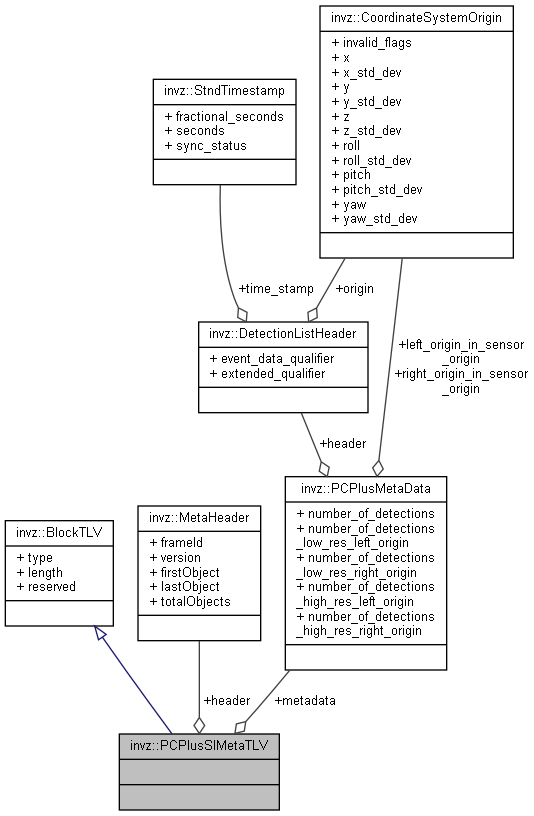 invz::CoordinateSystemOrigin
+ invalid_flags
+ x
+ x_std_dev
+ y
+ y_std_dev
+ z
+ z_std_dev
+ roll
+ roll_std_dev
+ pitch
+ pitch_std_dev
+ yaw
+ yaw_std_dev
invz::StndTimestamp
+ fractional_seconds
+ seconds
+ sync_status
+time_stamp
+origin
invz::DetectionListHeader
+ event_data_qualifier
+ extended_qualifier
+left_origin_in_sensor
_origin
+right_origin_in_sensor
_origin
+header
invz::PCPlusMetaData
+ number_of_detections
+ number_of_detections
_low_res_left_origin
+ number_of_detections
_low_res_right_origin
+ number_of_detections
_high_res_left_origin
+ number_of_detections
_high_res_right_origin
invz::MetaHeader
+ frameId
+ version
+ firstObject
+ lastObject
+ totalObjects
invz::BlockTLV
+ type
+ length
+ reserved
+header
+metadata
invz::PCPlusSIMetaTLV